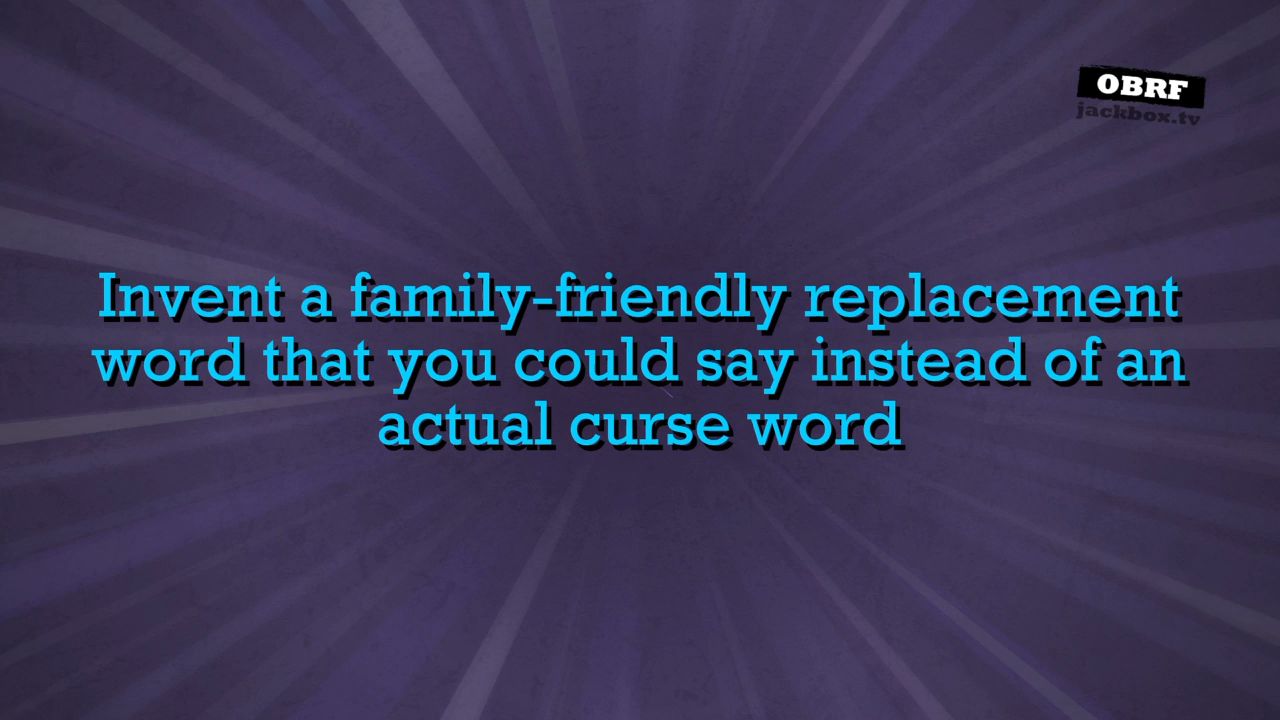 OBRF
jackbox.tv
Invent a family-friendly replacement
word that you could say instead of an
actual curse word